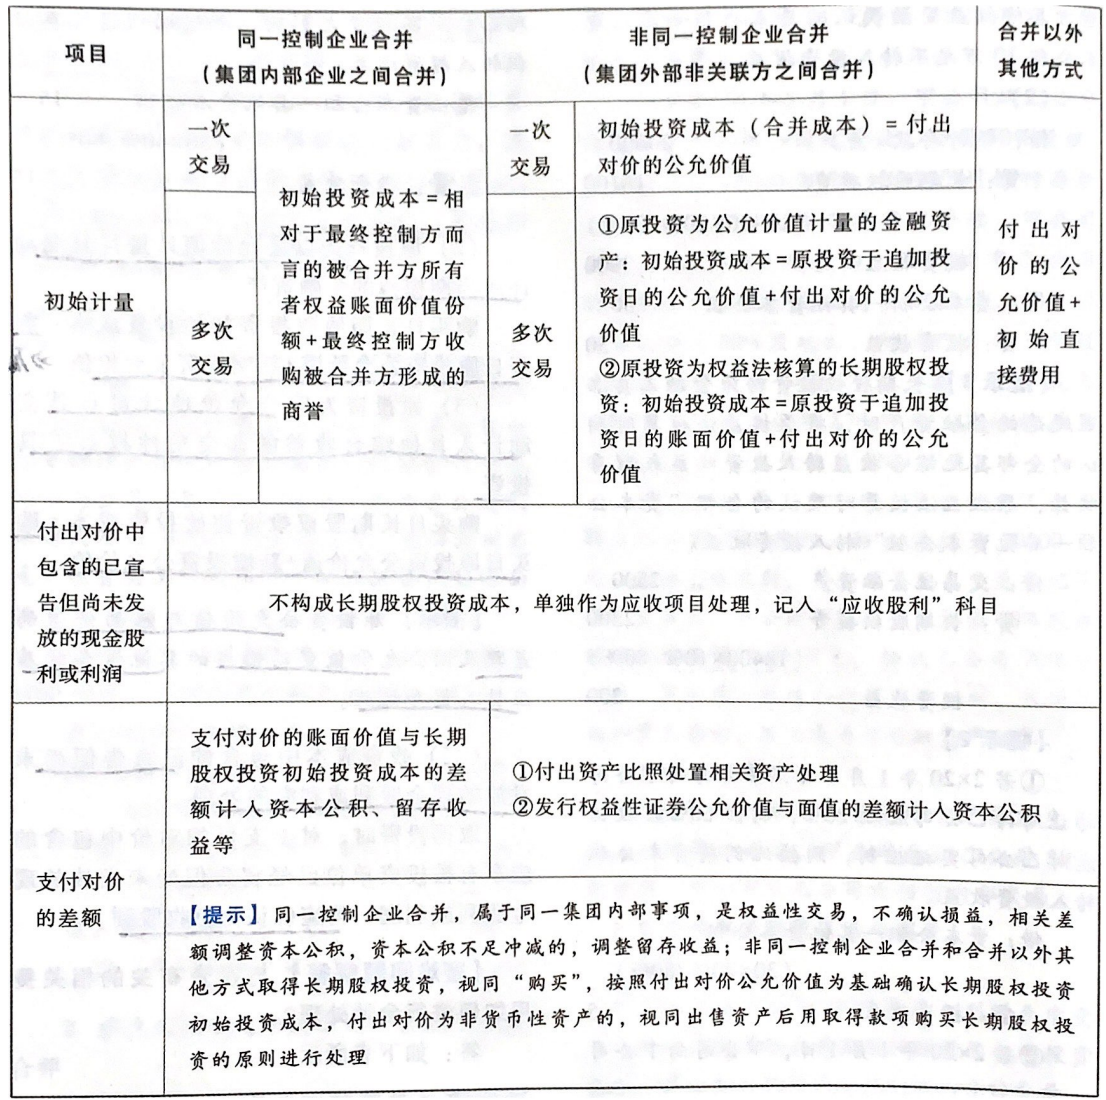 项目
同一控制企业合并
（集团内部企业之间合并）
非同一控制企业合并
（集团外部非关联方之间合并）
合并以外
其他方式
初始计量
一次
交易
多次
交易
初始投资成本=相
对于最终控制方而
言的被合并方所有
者权益账面价值份
额+最终控制方收
购被合并方形成的
商誉
一次
交易
初始投资成本（合并成本）=付出
对价的公允价值
多次
交易
①原投资为公允价值计量的金融资
产：初始投资成本=原投资于追加投
资日的公允价值+付出对价的公允
价值
②原投资为权益法核算的长期股权投
资：初始投资成本=原投资于追加投
资日的账面价值+付出对价的公允
价值
付出对
价的公
允价值+
初始直
接费用
付出对价中
包含的已宣
告但尚未发
放的现金股
利或利润
不构成长期股权投资成本，单独作为应收项目处理，记入“应收股利”科目
支付对价
的差额
支付对价的账面价值与长期
股权投资初始投资成本的差
额计入资本公积、留存收
益等
①付出资产比照处置相关资产处理
②发行权益性证券公允价值与面值的差额计入资本公积
【提示】同一控制企业合并，属于同一集团内部事项，是权益性交易，不确认损益，相关差
额调整资本公积，资本公积不足冲减的，调整留存收益；非同一控制企业合并和合并以外其
他方式取得长期股权投资，视同“购买”，按照付出对价公允价值为基础确认长期股权投资
初始投资成本，付出对价为非货币性资产的，视同出售资产后用取得款项购买长期股权投
资的原则进行处理